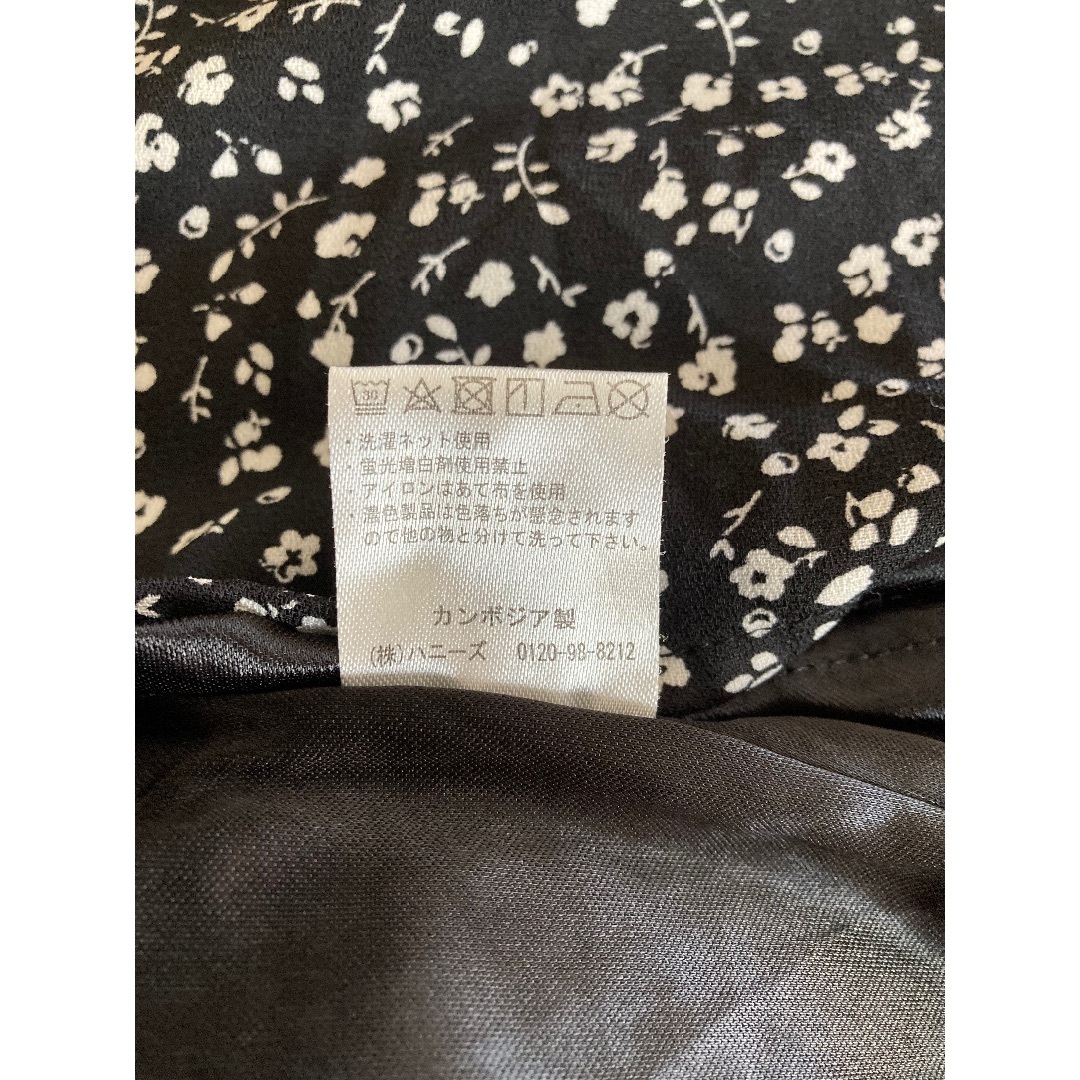 30
・洗濯ネット使用
・蛍光増白剤使用禁止
・アイロンはあて布を使用
・濃色製品は色落ちが懸念されます
ので他の物と分けて洗って下さい。
カンボジア製
(株)ハニーズ 0120-98-8212